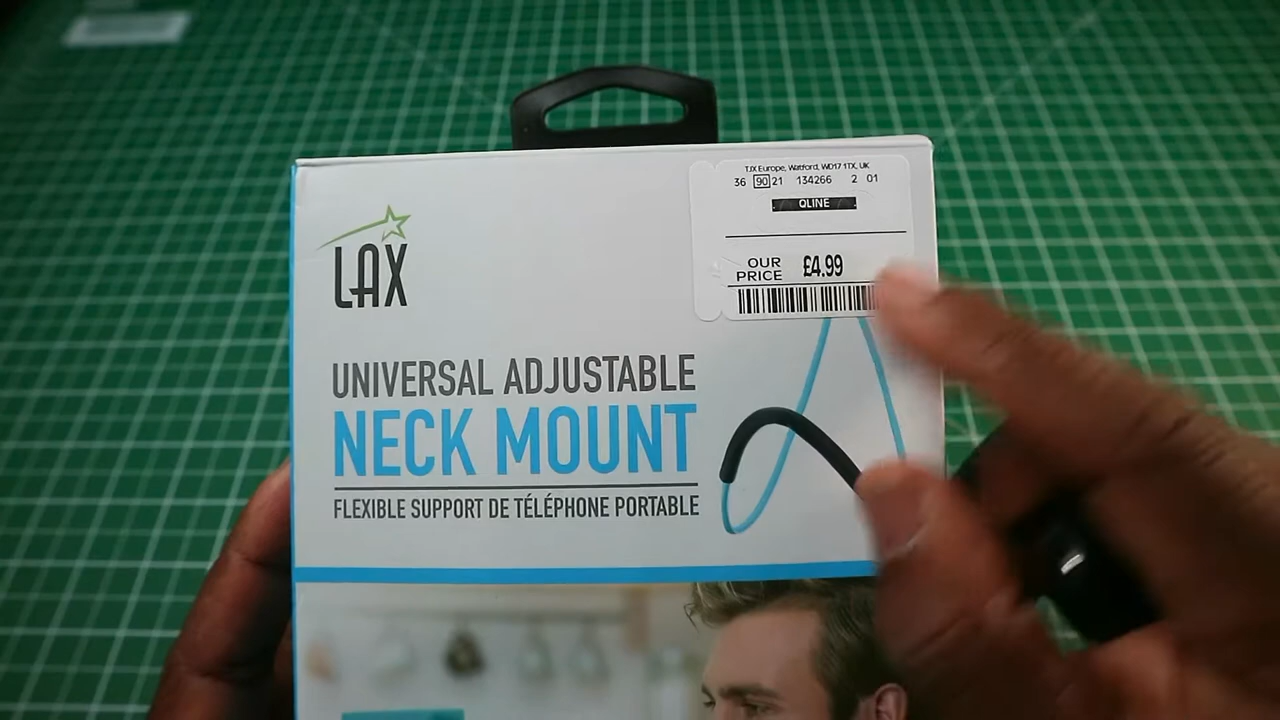 LAX
TJX Europe, Watford, WD17 1TX, UK
36 90 21 134266 2 01
QLINE
OUR PRICE £4.99
UNIVERSAL ADJUSTABLE
NECK MOUNT
FLEXIBLE SUPPORT DE TÉLÉPHONE PORTABLE